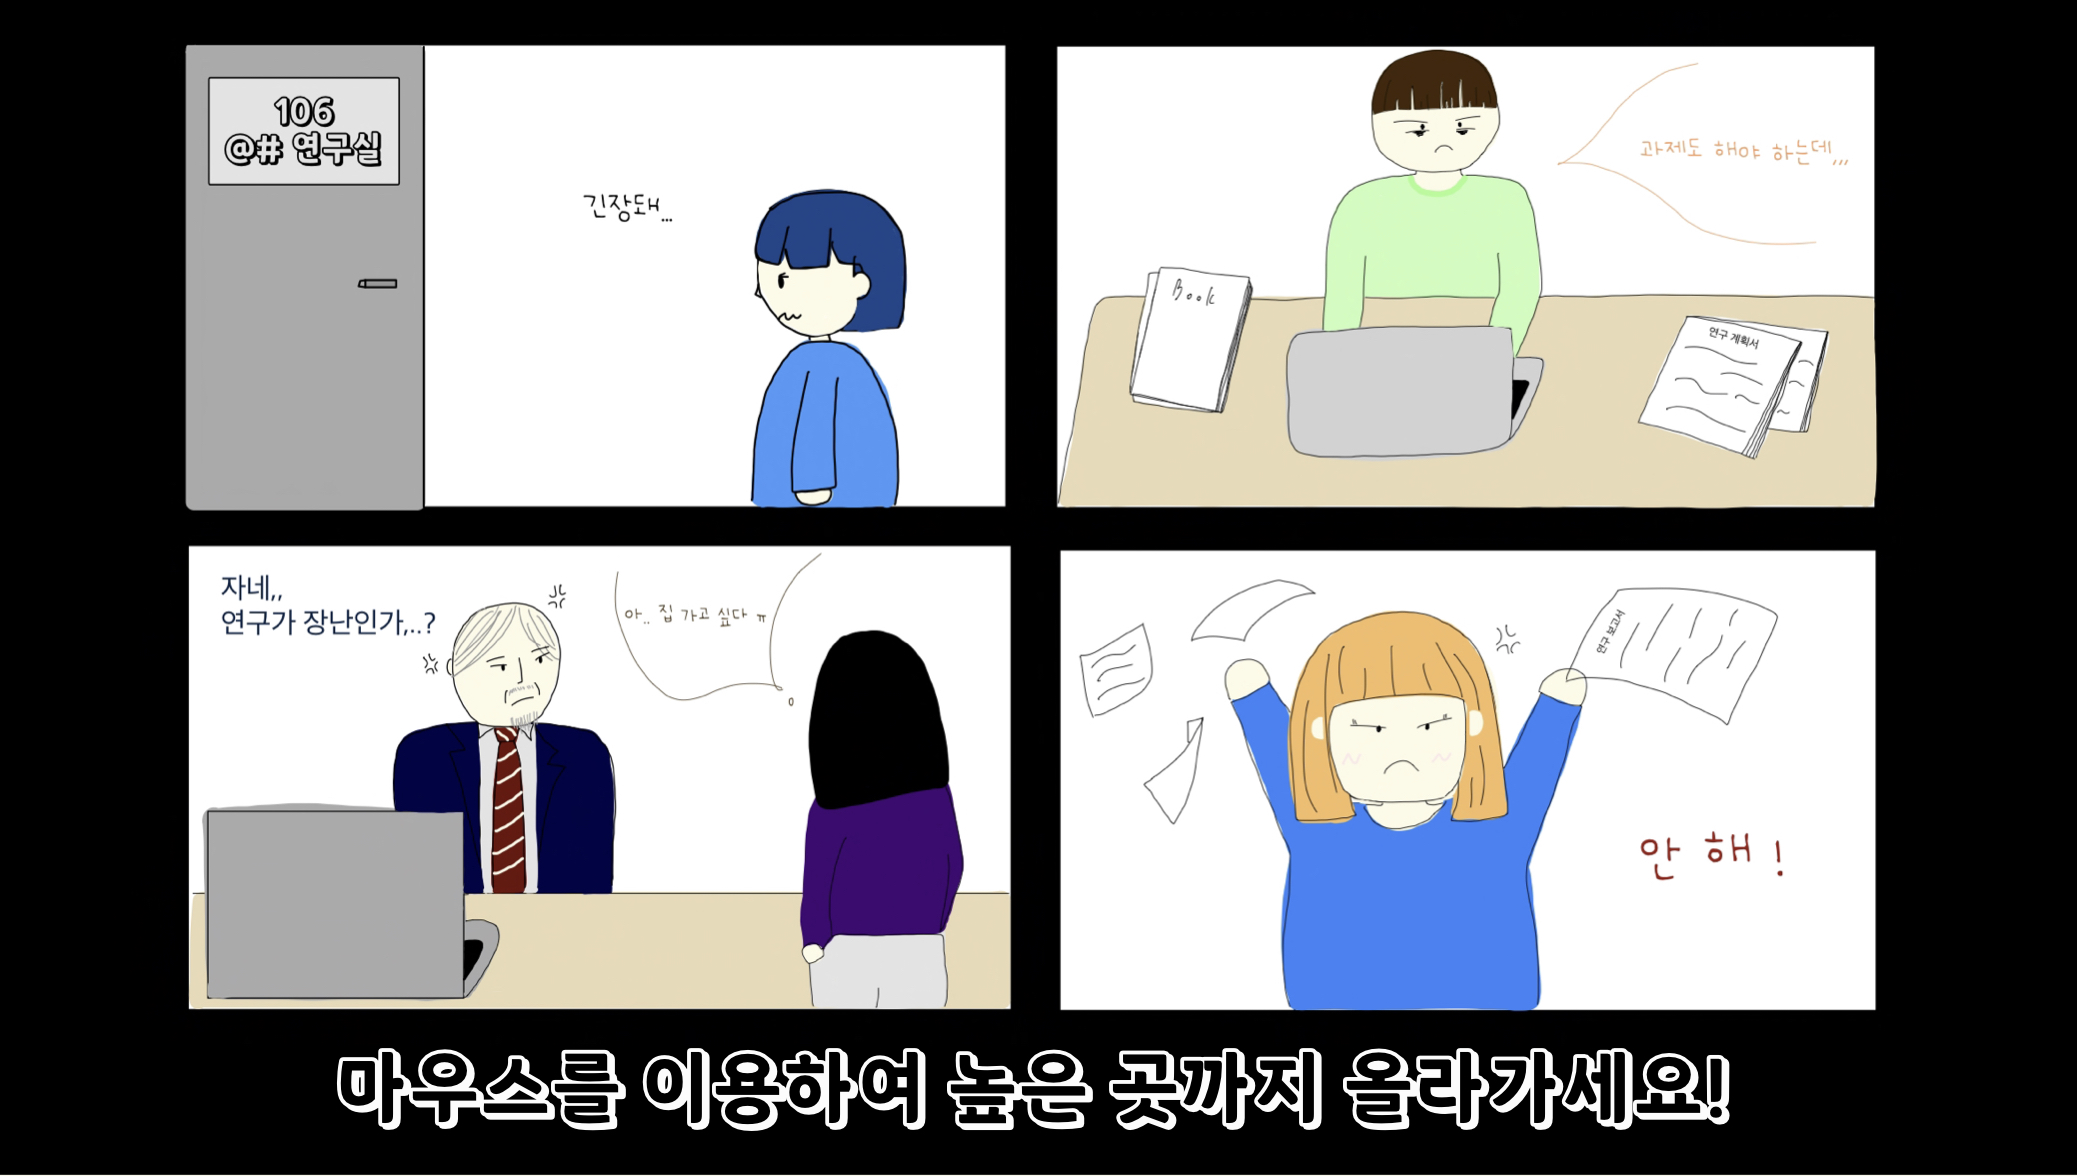 106
@# 연구실
긴장돼...
과제도 해야 하는데,,,
Book
연구 계획서
자네,,
연구가 장난인가,..?
아.. 집 가고 싶다 ㅠ
연구 보고서
안 해 !
마우스를 이용하여 높은 곳까지 올라가세요!